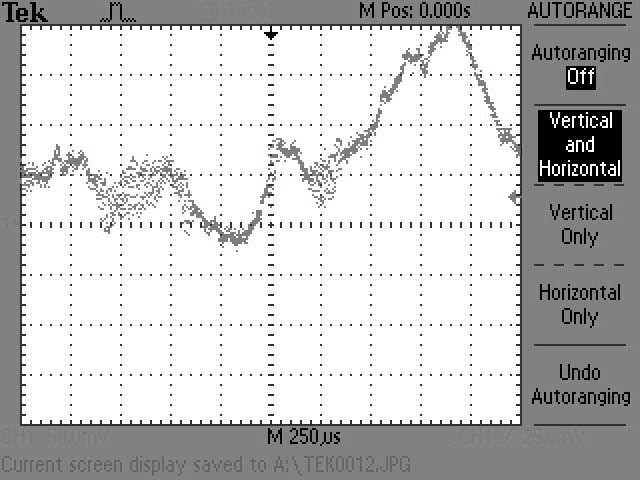 Tek
M Pos: 0.000s
AUTORANGE
Autoranging
Off
Vertical
and
Horizontal
Vertical
Only
Horizontal
Only
Undo
Autoranging
M 250µs
Current screen display saved to A:\TEK0012.JPG